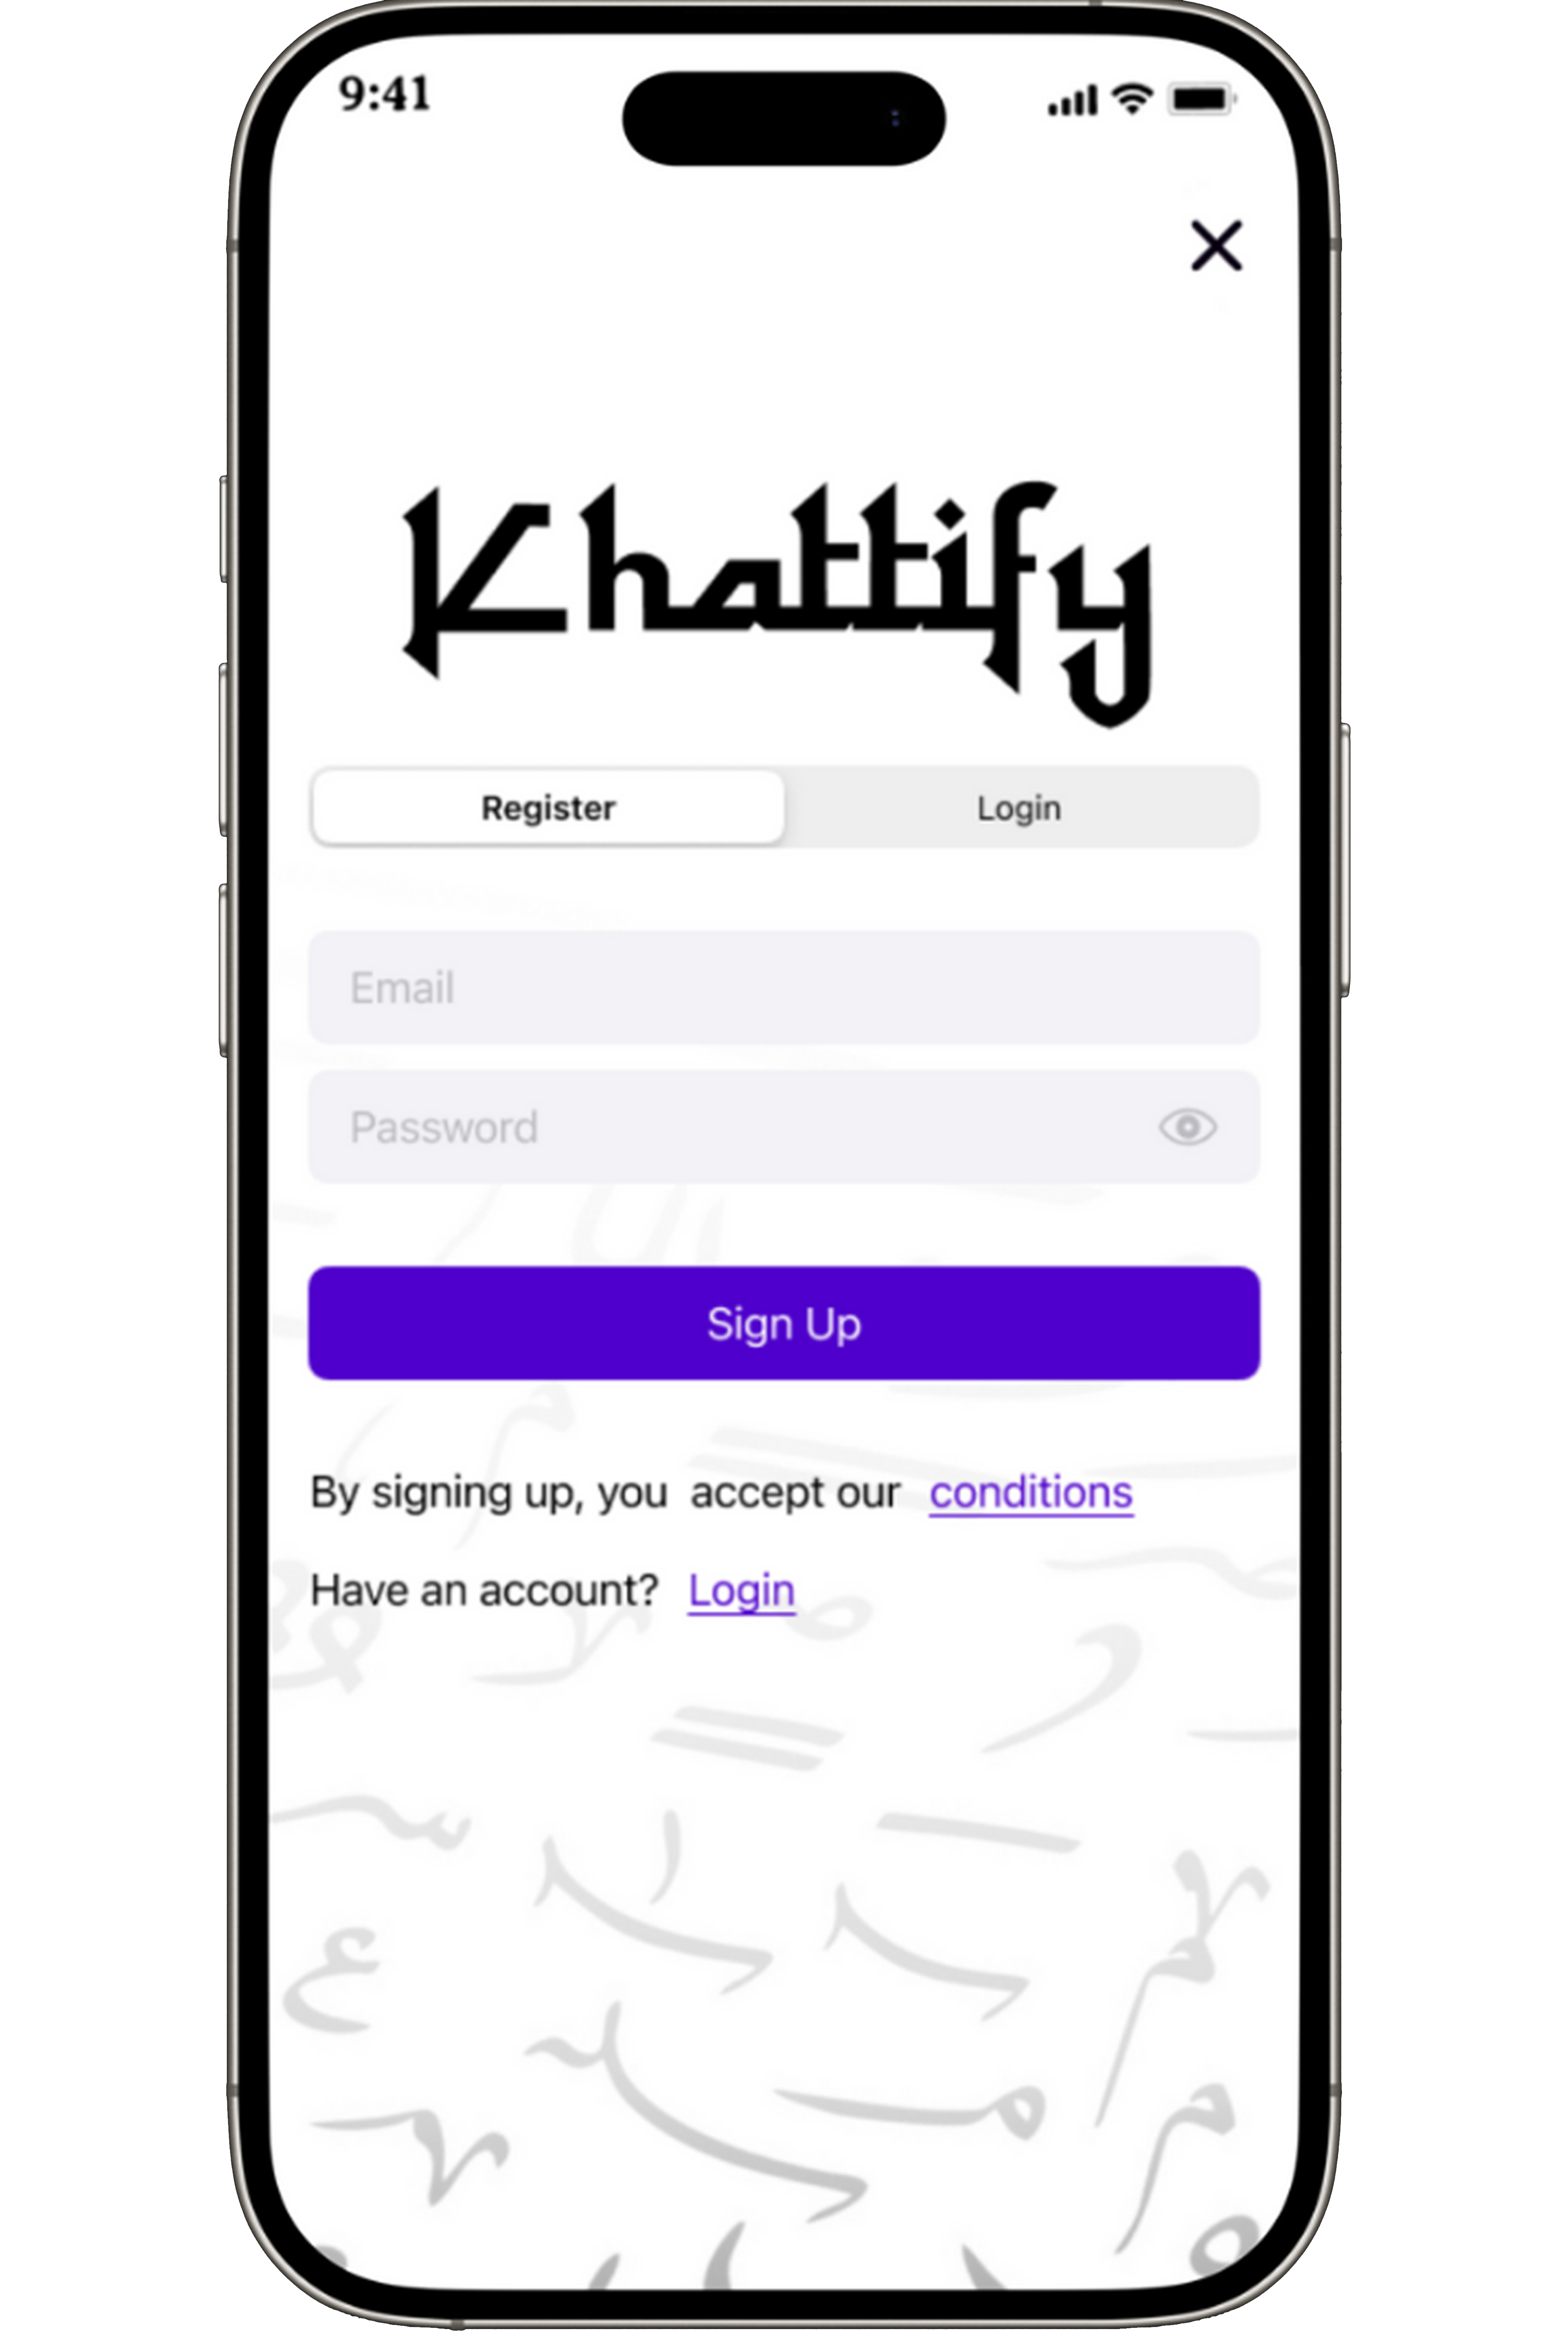 9:41
Khattify
Register Login
Email
Password
Sign Up
By signing up, you accept our conditions
Have an account? Login